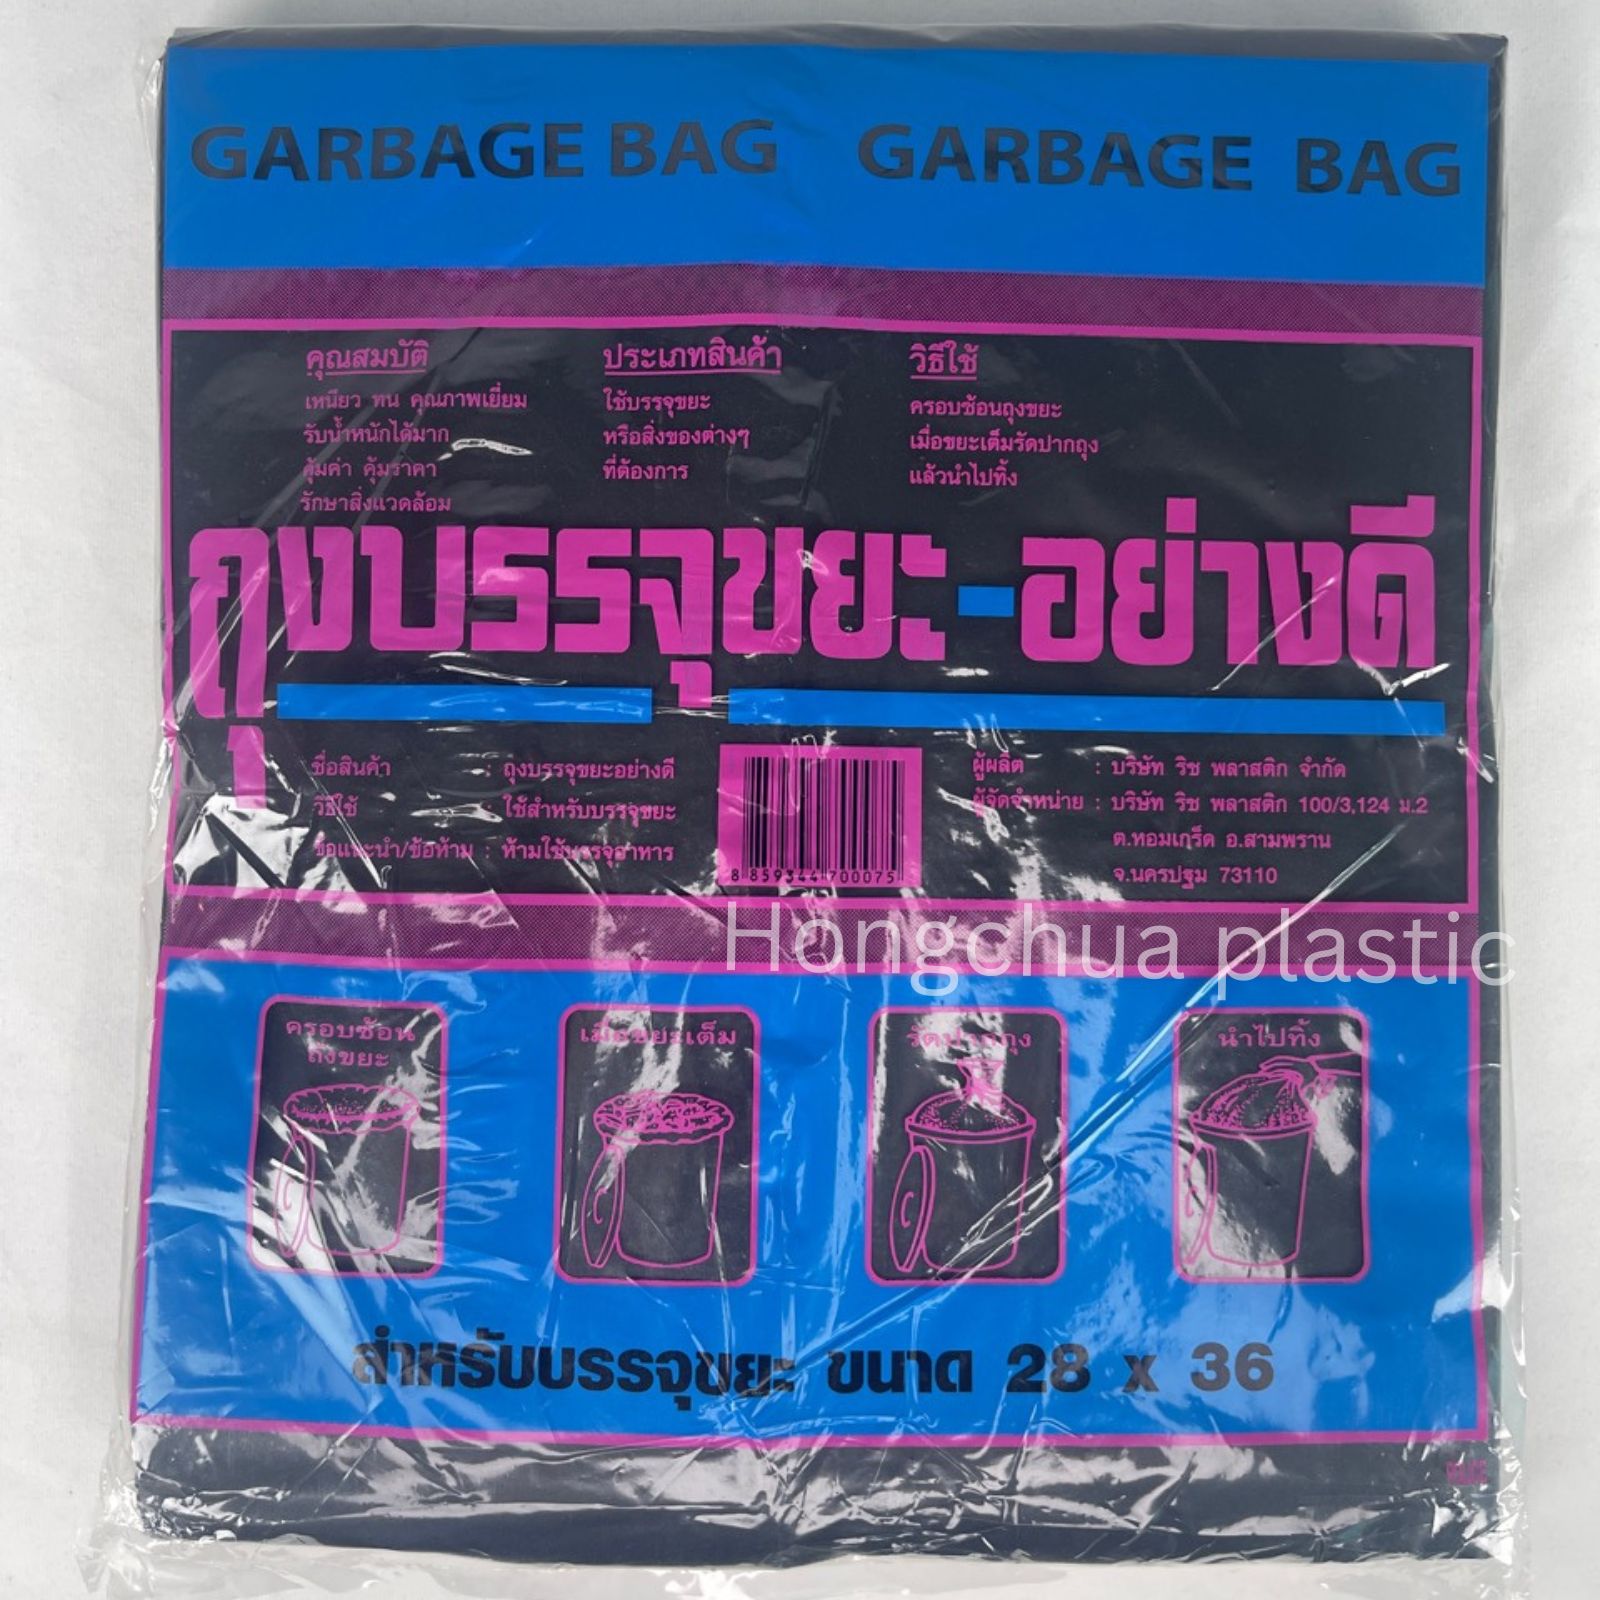 GARBAGE BAG GARBAGE BAG
คุณสมบัติ
เหนียว ทน คุณภาพเยี่ยม
รับน้ำหนักได้มาก
คุ้มค่า คุ้มราคา
รักษาสิ่งแวดล้อม
ประเภทสินค้า
ใช้บรรจุขยะ
หรือสิ่งของต่างๆ
ที่ต้องการ
วิธีใช้
ครอบซ้อนถุงขยะ
เมื่อขยะเต็มรัดปากถุง
แล้วนำไปทิ้ง
ถุงบรรจุขยะ-อย่างดี
ชื่อสินค้า : ถุงบรรจุขยะอย่างดี
วิธีใช้ : ใช้สำหรับบรรจุขยะ
ข้อแนะนำ/ข้อห้าม : ห้ามใช้บรรจุอาหาร
8 859344 700075
ผู้ผลิต : บริษัท ริช พลาสติก จำกัด
ผู้จัดจำหน่าย : บริษัท ริช พลาสติก 100/3,124 ม.2
ต.หอมเกร็ด อ.สามพราน
จ.นครปฐม 73110
Hongchua plastic
ครอบซ้อน
ถังขยะ
เมื่อขยะเต็ม
รัดปากถุง
นำไปทิ้ง
สำหรับบรรจุขยะ ขนาด 28 x 36